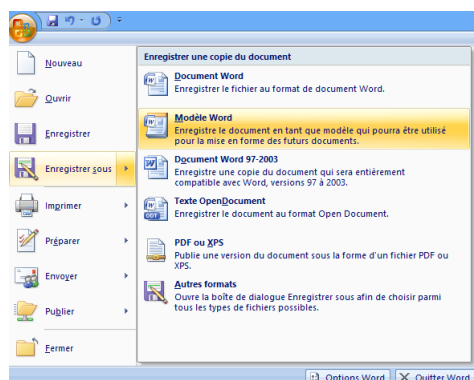 Nouveau
Ouvrir
Enregistrer
Enregistrer sous
Imprimer
Préparer
Envoyer
Publier
Fermer
Enregistrer une copie du document
Document Word
Enregistrer le fichier au format de document Word.
Modèle Word
Enregistre le document en tant que modèle qui pourra être utilisé
pour la mise en forme des futurs documents.
Document Word 97-2003
Enregistre une copie du document qui sera entièrement
compatible avec Word, versions 97 à 2003.
Texte OpenDocument
Enregistrer le document au format Open Document.
PDF ou XPS
Publie une version du document sous la forme d'un fichier PDF ou
XPS.
Autres formats
Ouvre la boîte de dialogue Enregistrer sous afin de choisir parmi
tous les types de fichiers possibles.
Options Word
Quitter Word